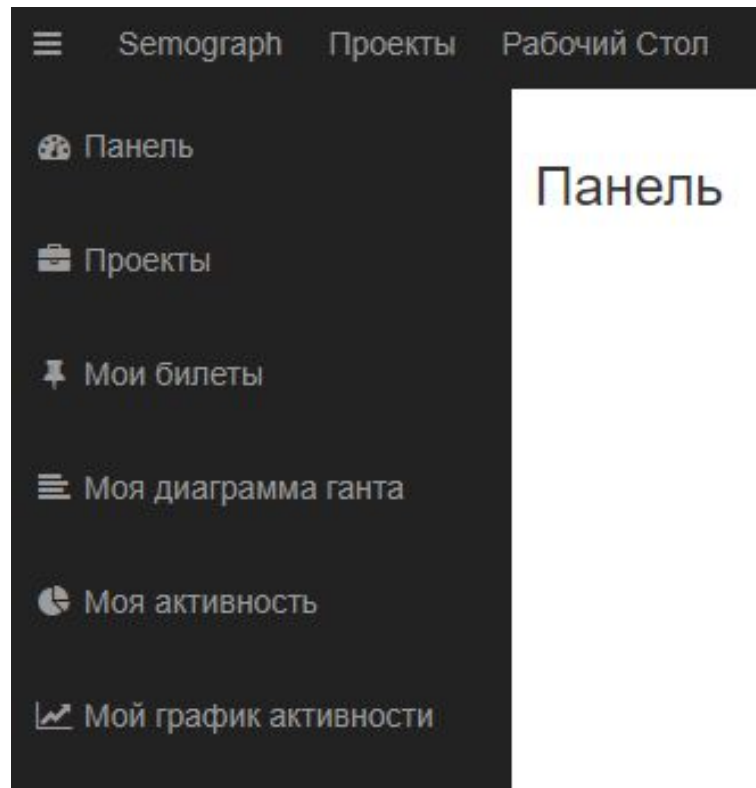 Semograph Проекты Рабочий Стол
Панель
Панель
Проекты
Мои билеты
Моя диаграмма ганта
Моя активность
Мой график активности